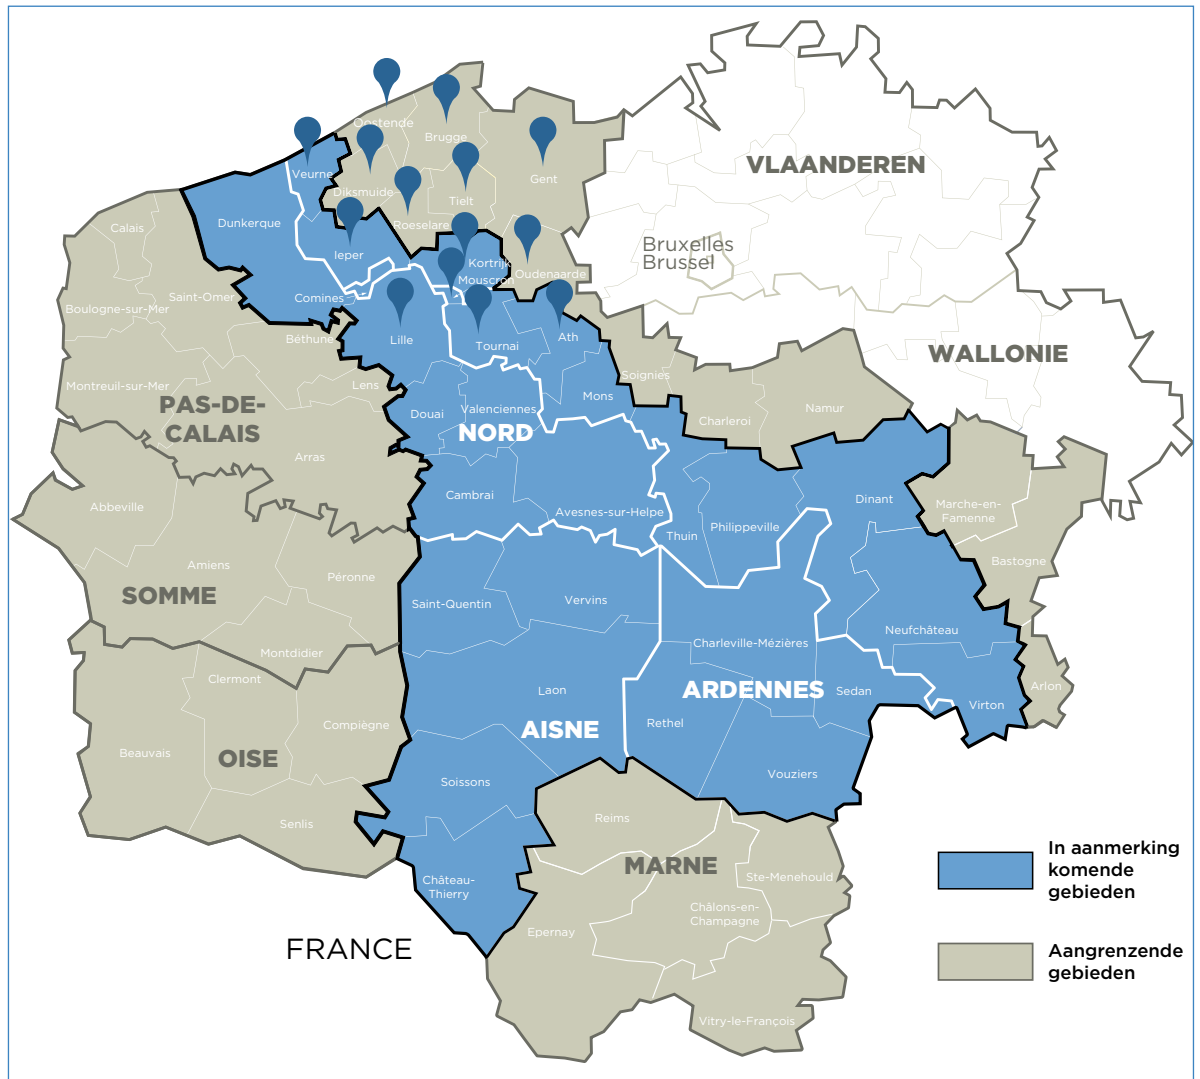 Oostende
Brugge
Veurne
Gent
Diksmuide
Tielt
Calais
Dunkerque
Roeselare
VLAANDEREN
Ieper
Bruxelles
Brussel
Kortrijk
Mouscron
Oudenaarde
Saint-Omer
Comines
Boulogne-sur-Mer
Béthune
Lille
Tournai
Ath
WALLONIE
Montreuil-sur-Mer
Lens
Soignies
PAS-DE-
CALAIS
Douai
Valenciennes
Mons
Charleroi
Namur
NORD
Arras
Cambrai
Avesnes-sur-Helpe
Abbeville
Thuin
Philippeville
Dinant
Marche-en-
Famenne
Amiens
Péronne
Bastogne
SOMME
Saint-Quentin
Vervins
Neufchâteau
Montdidier
Charleville-Mézières
Clermont
Laon
ARDENNES
Sedan
Arlon
Virton
Compiègne
AISNE
Rethel
Beauvais
OISE
Soissons
Vouziers
Senlis
Reims
MARNE
Ste-Menehould
Château-
Thierry
Châlons-en-
Champagne
Epernay
FRANCE
Vitry-le-François
In aanmerking
komende
gebieden
Aangrenzende
gebieden